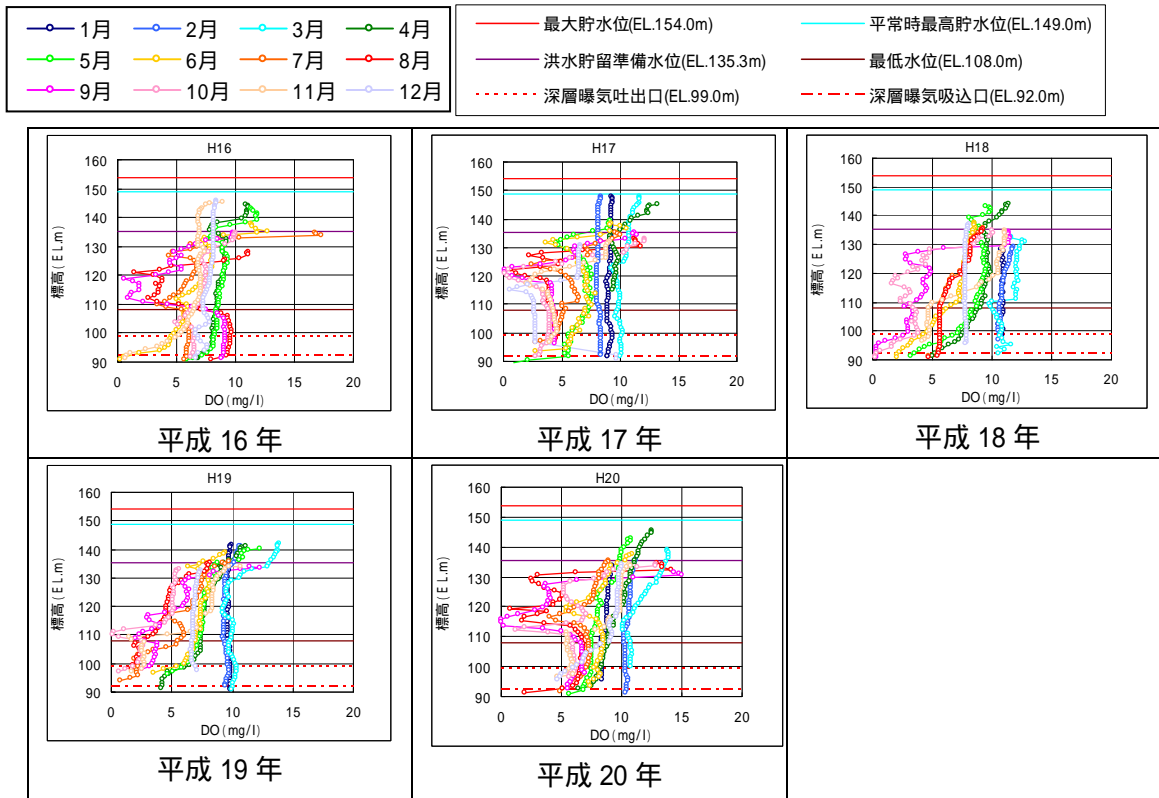 1月 2月 3月 4月
5月 6月 7月 8月
9月 10月 11月 12月
最大貯水位(EL.154.0m) 平常時最高貯水位(EL.149.0m)
洪水貯留準備水位(EL.135.3m) 最低水位(EL.108.0m)
深層曝気吐出口(EL.99.0m) 深層曝気吸込口(EL.92.0m)
H16
160
150
140
130
120
110
100
90
標高(EL.m)
0 5 10 15 20
DO(mg/l)
平成 16 年
H17
160
150
140
130
120
110
100
90
標高(EL.m)
0 5 10 15 20
DO(mg/l)
平成 17 年
H18
160
150
140
130
120
110
100
90
標高(EL.m)
0 5 10 15 20
DO(mg/l)
平成 18 年
H19
160
150
140
130
120
110
100
90
標高(EL.m)
0 5 10 15 20
DO(mg/l)
平成 19 年
H20
160
150
140
130
120
110
100
90
標高(EL.m)
0 5 10 15 20
DO(mg/l)
平成 20 年